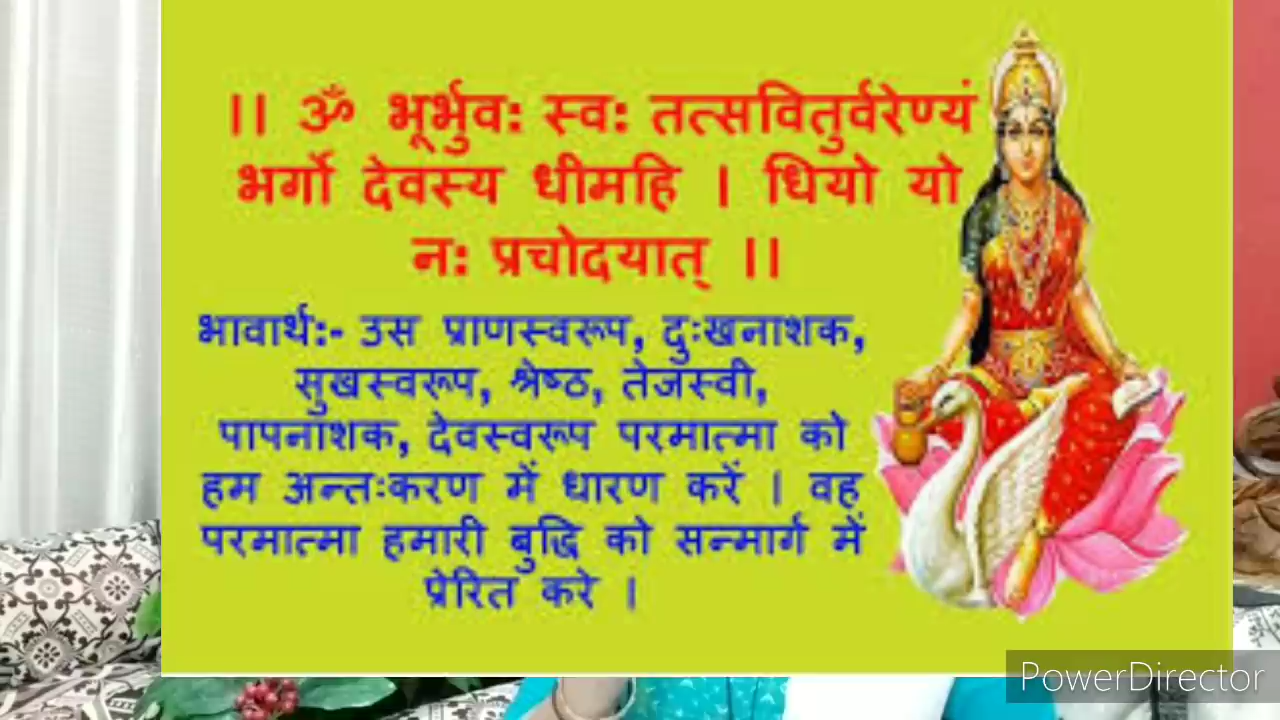 ।। ॐ भूर्भुवः स्वः तत्सवितुर्वरेण्यं
भर्गो देवस्य धीमहि । धियो यो
नः प्रचोदयात् ।।
भावार्थ:- उस प्राणस्वरूप, दुःखनाशक,
सुखस्वरूप, श्रेष्ठ, तेजस्वी,
पापनाशक, देवस्वरूप परमात्मा को
हम अन्तःकरण में धारण करें । वह
परमात्मा हमारी बुद्धि को सन्मार्ग में
प्रेरित करे ।
PowerDirector